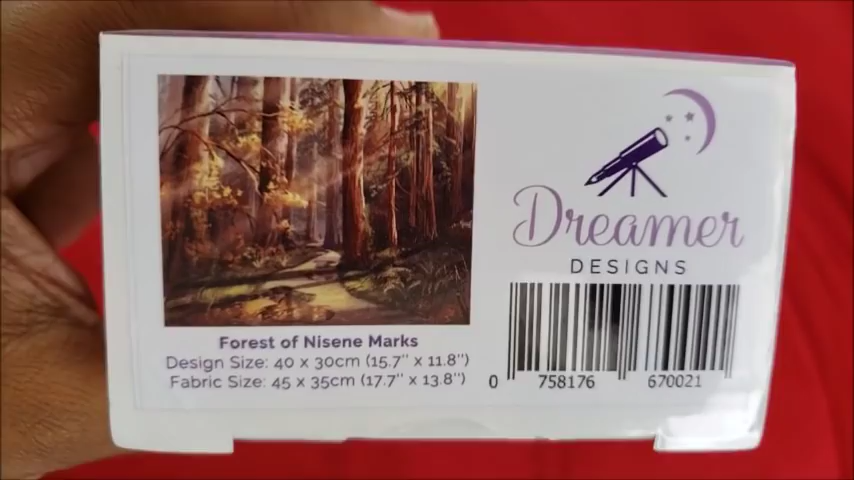 Forest of Nisene Marks
Design Size: 40 x 30cm (15.7" x 11.8")
Fabric Size: 45 x 35cm (17.7" x 13.8")
Dreamer
DESIGNS
0 758176 670021